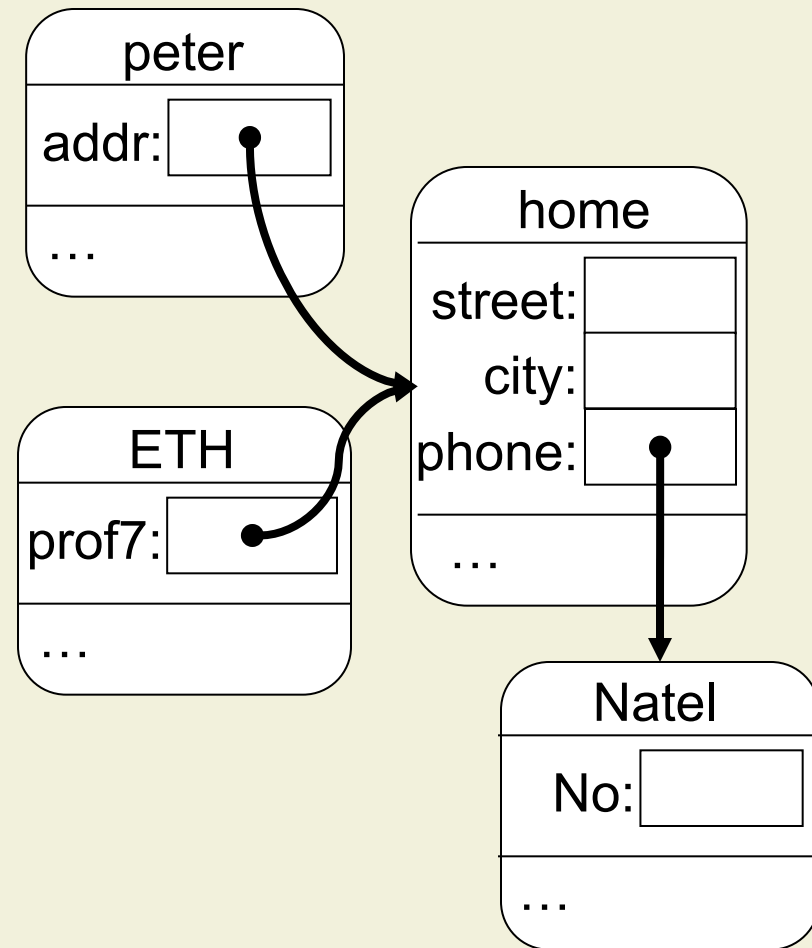 peter
addr:
…
home
street:
city:
phone:
…
ETH
prof7:
…
Natel
No:
…